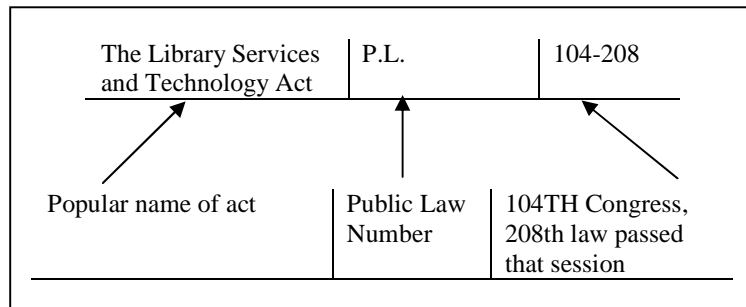 The Library Services
and Technology Act
P.L.
104-208
Popular name of act
Public Law
Number
104TH Congress,
208th law passed
that session